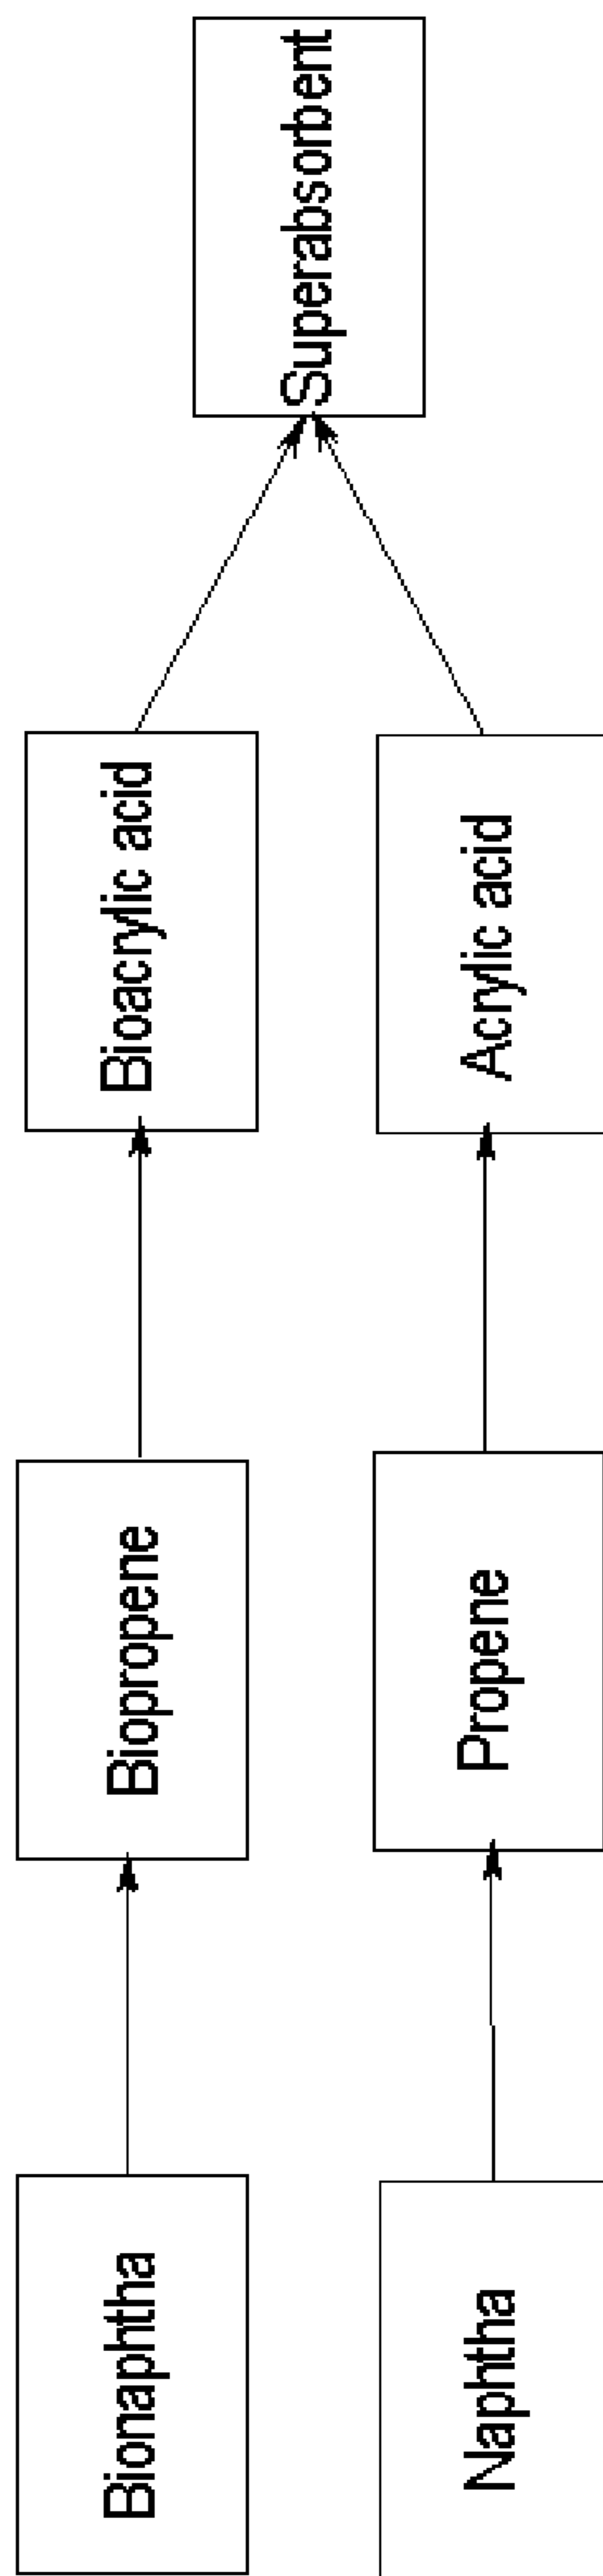 Bionaphtha
Biopropene
Bioacrylic acid
Superabsorbent
Naphtha
Propene
Acrylic acid